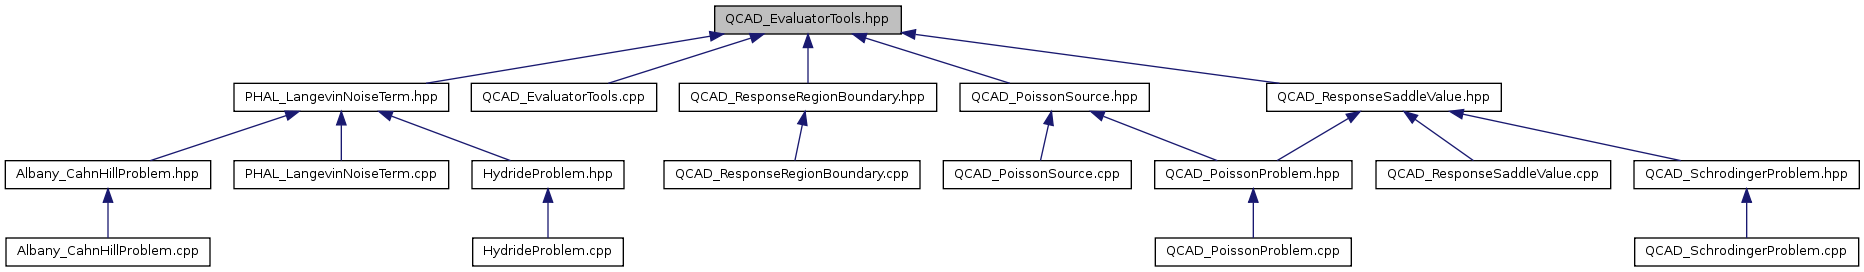 QCAD_EvaluatorTools.hpp
PHAL_LangevinNoiseTerm.hpp
QCAD_EvaluatorTools.cpp
QCAD_ResponseRegionBoundary.hpp
QCAD_PoissonSource.hpp
QCAD_ResponseSaddleValue.hpp
Albany_CahnHillProblem.hpp
PHAL_LangevinNoiseTerm.cpp
HydrideProblem.hpp
QCAD_ResponseRegionBoundary.cpp
QCAD_PoissonSource.cpp
QCAD_PoissonProblem.hpp
QCAD_ResponseSaddleValue.cpp
QCAD_SchrodingerProblem.hpp
Albany_CahnHillProblem.cpp
HydrideProblem.cpp
QCAD_PoissonProblem.cpp
QCAD_SchrodingerProblem.cpp